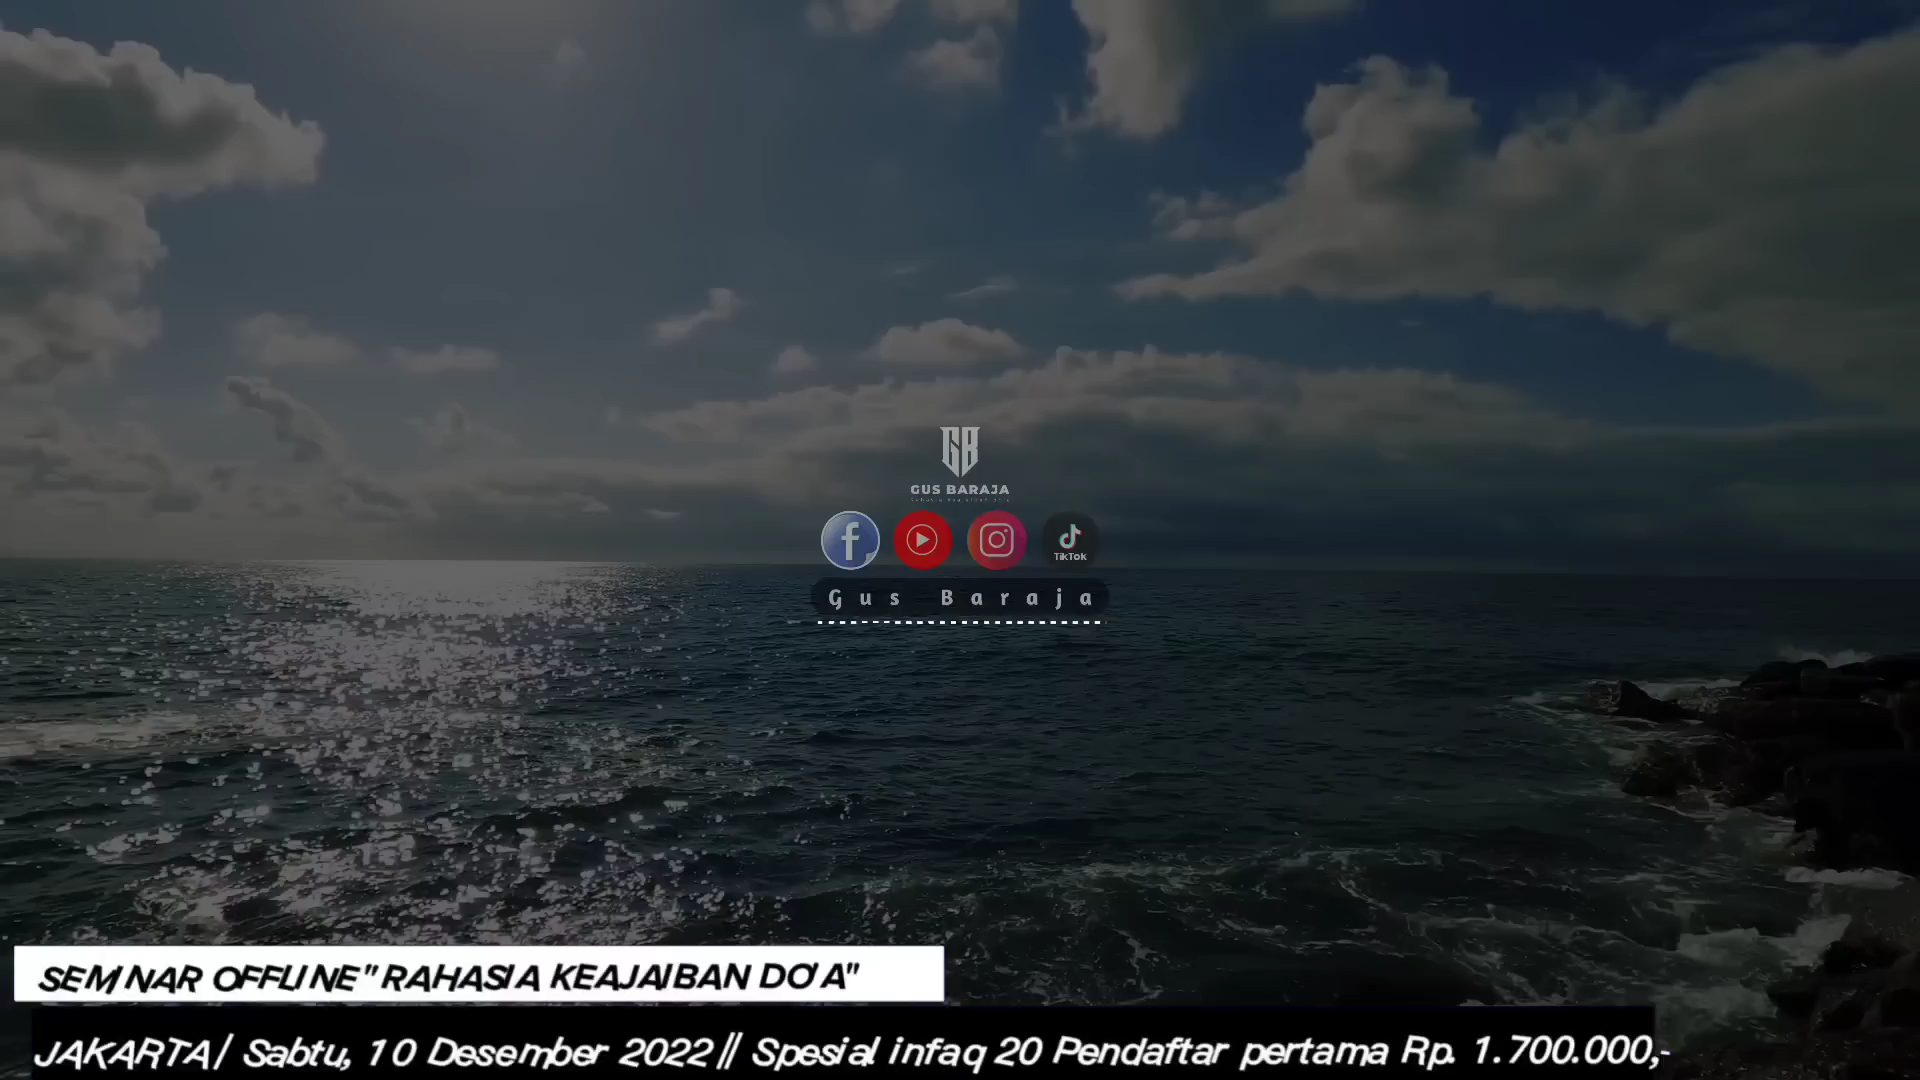 GB
GUS BARAJA
TikTok
Gus Baraja
SEMINAR OFFLINE "RAHASIA KEAJAIBAN DO'A"
JAKARTA/ Sabtu, 10 Desember 2022 // Spesial infaq 20 Pendaftar pertama Rp. 1.700.000,-